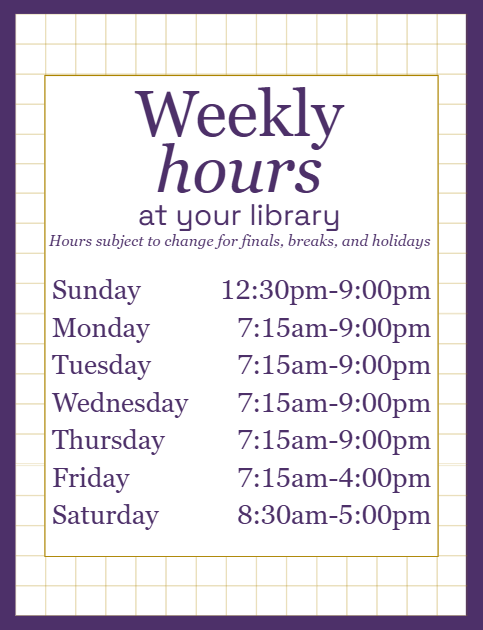 Weekly
hours
at your library
Hours subject to change for finals, breaks, and holidays
Sunday 12:30pm-9:00pm
Monday 7:15am-9:00pm
Tuesday 7:15am-9:00pm
Wednesday 7:15am-9:00pm
Thursday 7:15am-9:00pm
Friday 7:15am-4:00pm
Saturday 8:30am-5:00pm